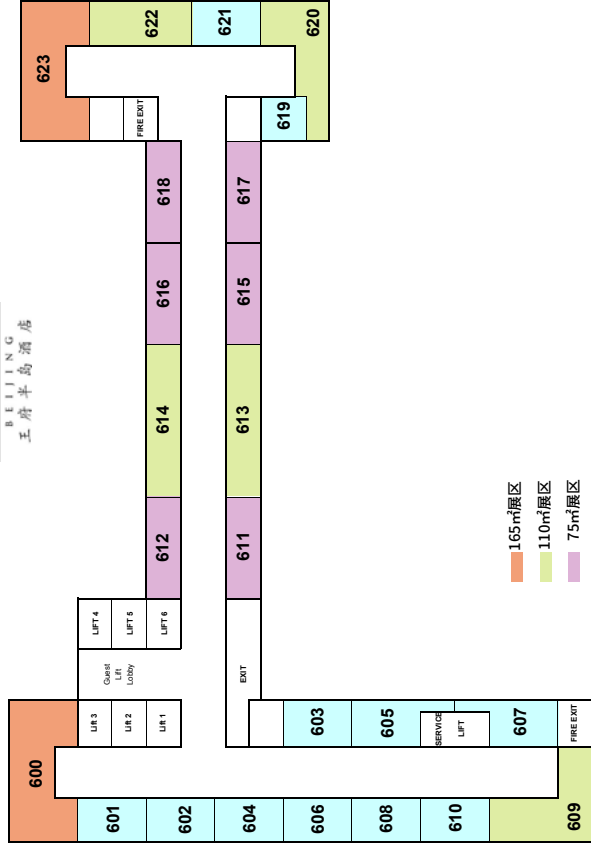 BEIJING
王府半岛酒店
623
622
621
620
619
FIRE EXIT
618
617
616
615
614
613
612
611
LIFT 4
LIFT 5
LIFT 6
Guest
Lift
Lobby
Lift 3
Lift 2
Lift 1
EXIT
600
601
602
604
606
608
610
609
603
605
607
SERVICE
LIFT
FIRE EXIT
165㎡展区
110㎡展区
75㎡展区